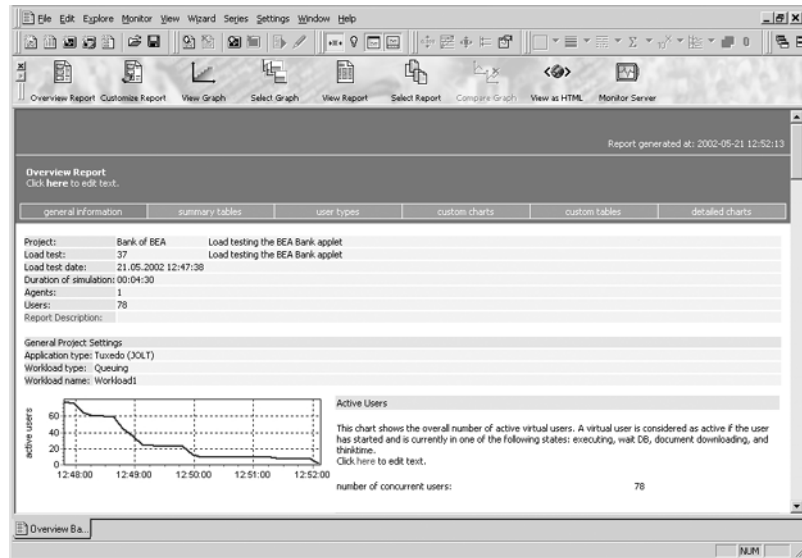 File Edit Explore Monitor View Wizard Series Settings Window Help
Overview Report Customize Report View Graph Select Graph View Report Select Report Compare Graph View as HTML Monitor Server
Report generated at: 2002-05-21 12:52:13
Overview Report
Click here to edit text.
general information summary tables user types custom charts custom tables detailed charts
Project: Bank of BEA Load testing the BEA Bank applet
Load test: 37 Load testing the BEA Bank applet
Load test date: 21.05.2002 12:47:38
Duration of simulation: 00:04:30
Agents: 1
Users: 78
Report Description:
General Project Settings
Application type: Tuxedo (JOLT)
Workload type: Queuing
Workload name: Workload1
active users
60
40
20
0
12:48:00 12:49:00 12:50:00 12:51:00 12:52:00
Active Users
This chart shows the overall number of active virtual users. A virtual user is considered as active if the user
has started and is currently in one of the following states: executing, wait DB, document downloading, and
thinktime.
Click here to edit text.
number of concurrent users: 78
Overview Ba...
NUM